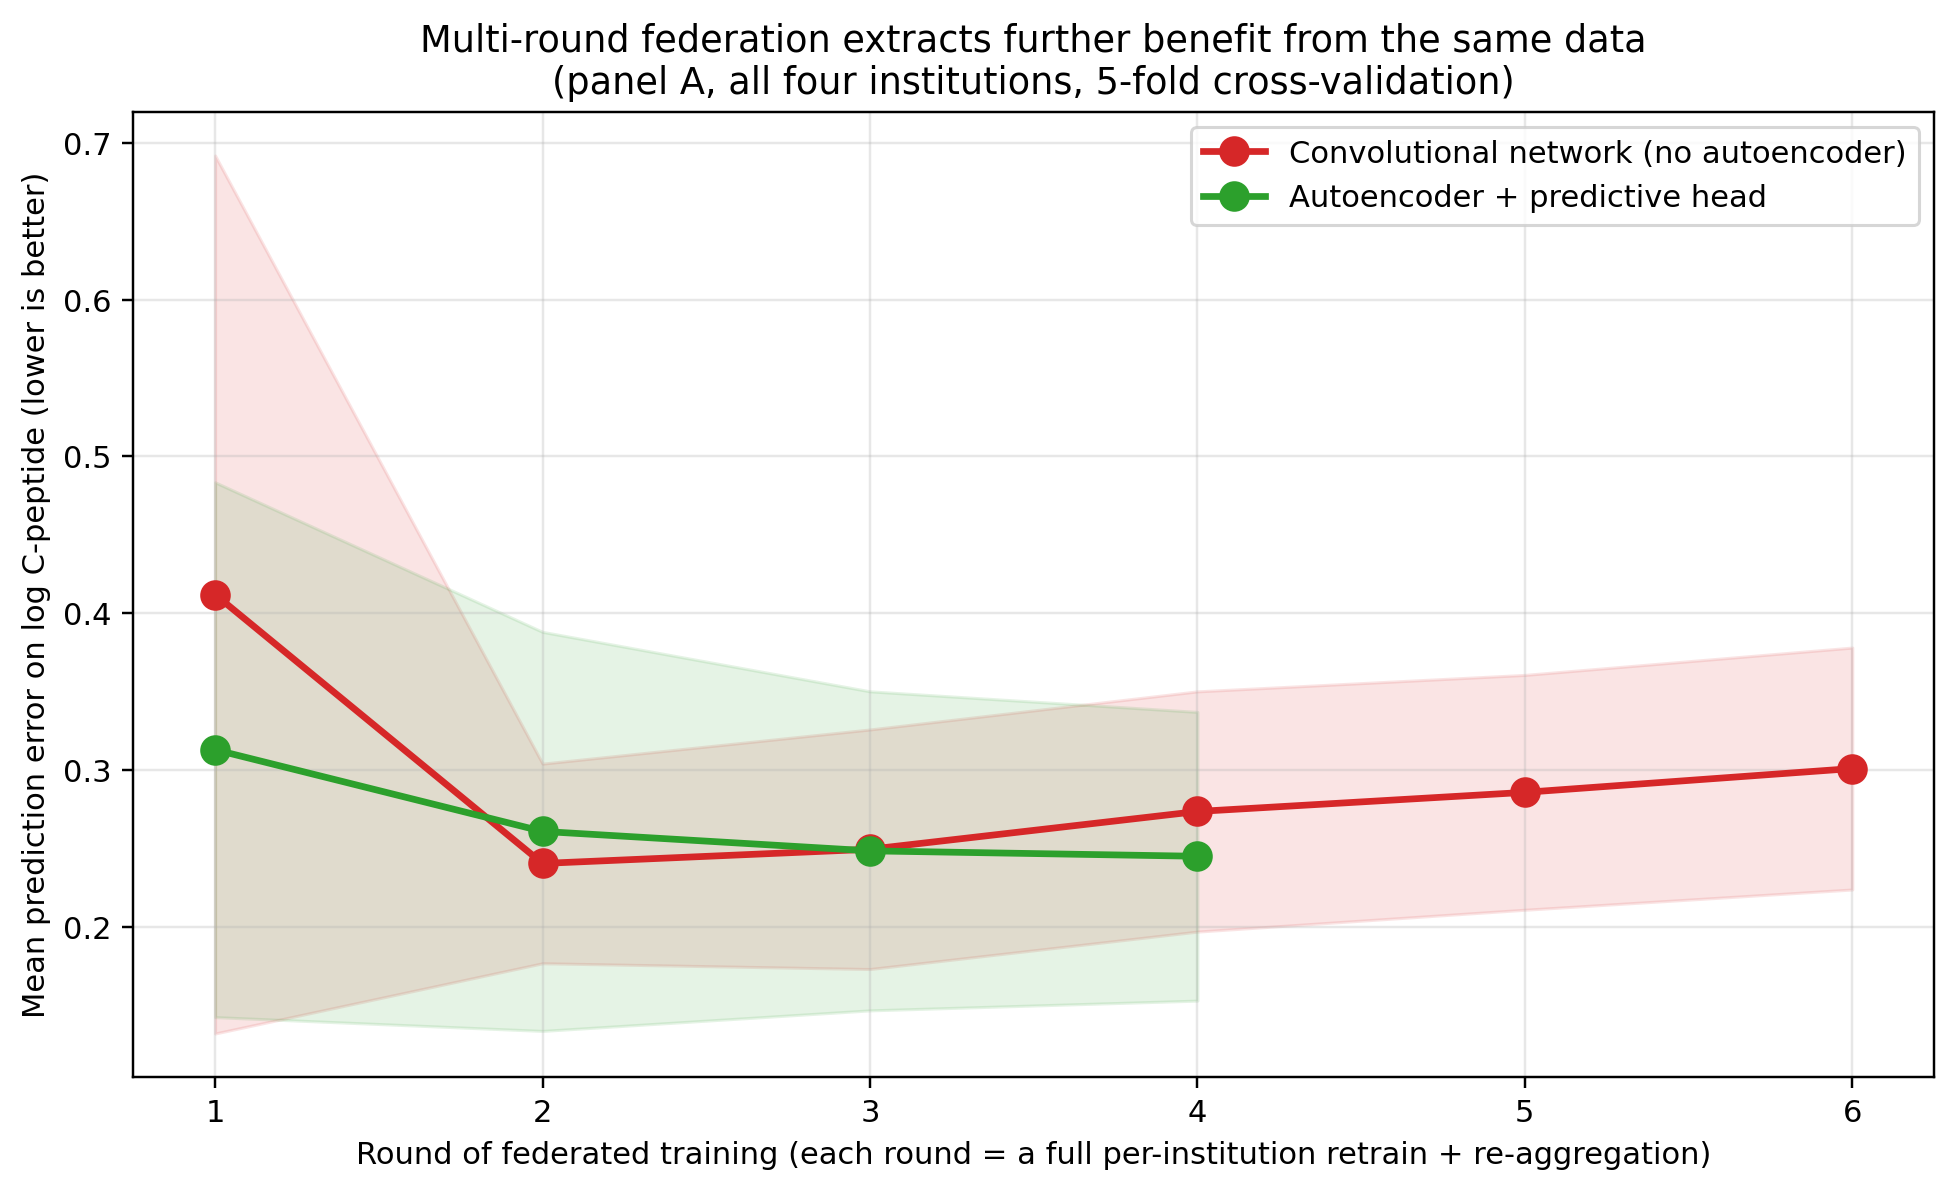 Multi-round federation extracts further benefit from the same data
(panel A, all four institutions, 5-fold cross-validation)
Mean prediction error on log C-peptide (lower is better)
0.7
0.6
0.5
0.4
0.3
0.2
Convolutional network (no autoencoder)
Autoencoder + predictive head
1
2
3
4
5
6
Round of federated training (each round = a full per-institution retrain + re-aggregation)